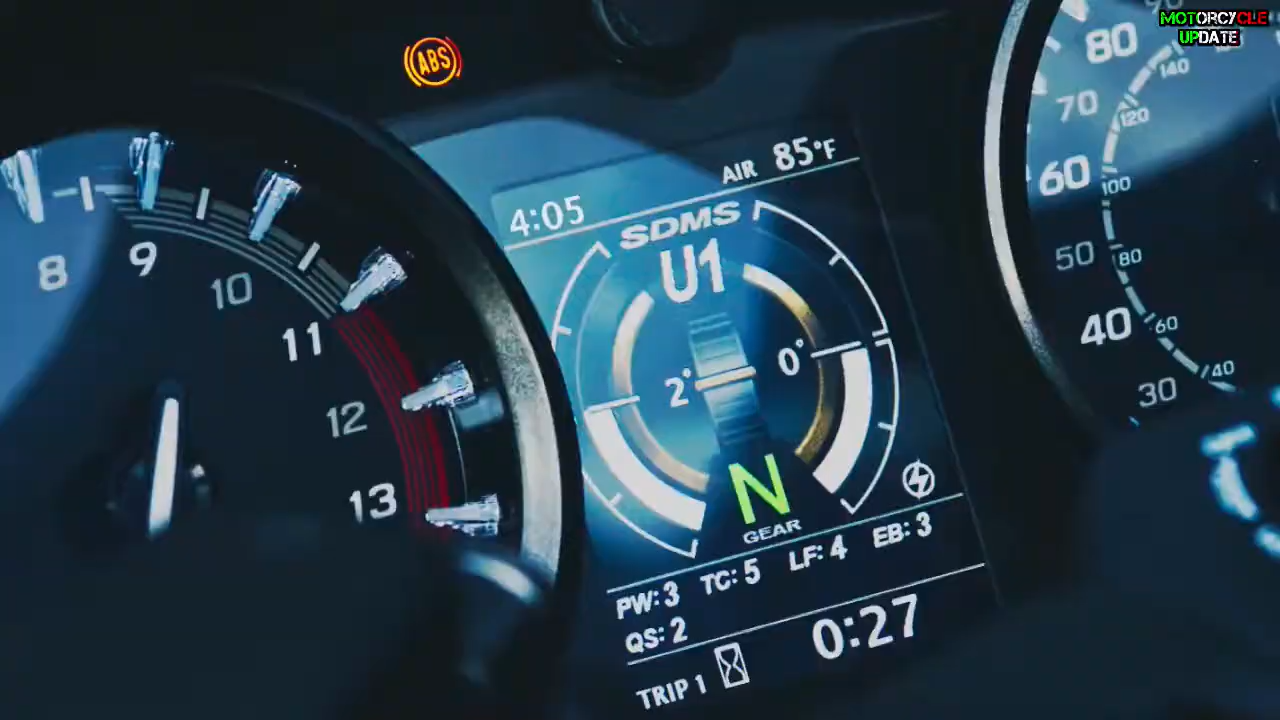 MOTORCYCLE
UPDATE
ABS
4:05
AIR 85°F
SDMS
U1
2° 0°
N
GEAR
PW: 3 TC: 5 LF: 4 EB: 3
QS: 2
TRIP 1 0:27
8
9
10
11
12
13
80
70
60
50
40
30
140
120
100
80
60
40